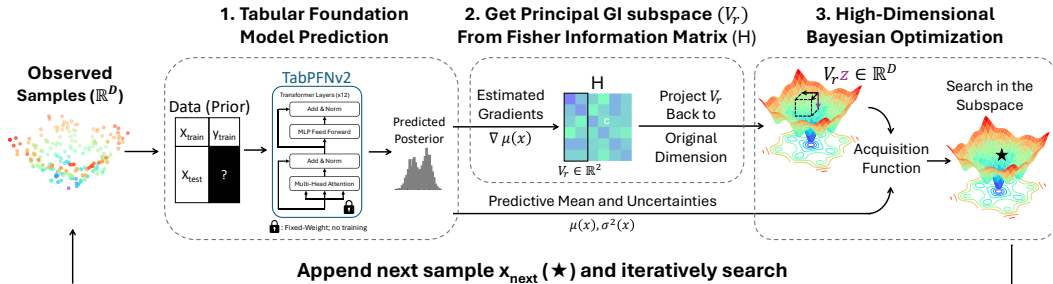 1. Tabular Foundation
Model Prediction
2. Get Principal GI subspace (V_r)
From Fisher Information Matrix (H)
3. High-Dimensional
Bayesian Optimization
Observed
Samples (ℝ^D)
Data (Prior)
X_train
y_train
X_test
?
TabPFNv2
Transformer Layers (x12)
Add & Norm
MLP Feed Forward
Add & Norm
Multi-Head Attention
: Fixed-Weight; no training
Predicted
Posterior
Estimated
Gradients
∇ μ(x)
H
C
V_r ∈ ℝ^2
Project V_r
Back to
Original
Dimension
Predictive Mean and Uncertainties
μ(x), σ^2(x)
V_r z ∈ ℝ^D
Acquisition
Function
Search in the
Subspace
Append next sample x_next (★) and iteratively search